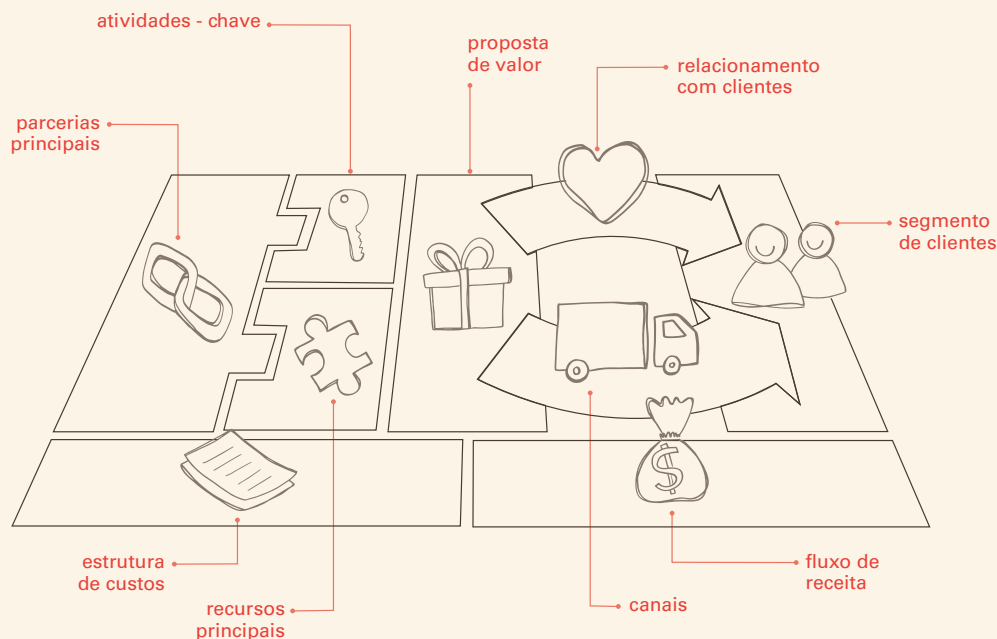 atividades - chave
proposta
de valor
relacionamento
com clientes
parcerias
principais
segmento
de clientes
$
estrutura
de custos
fluxo de
receita
recursos
principais
canais